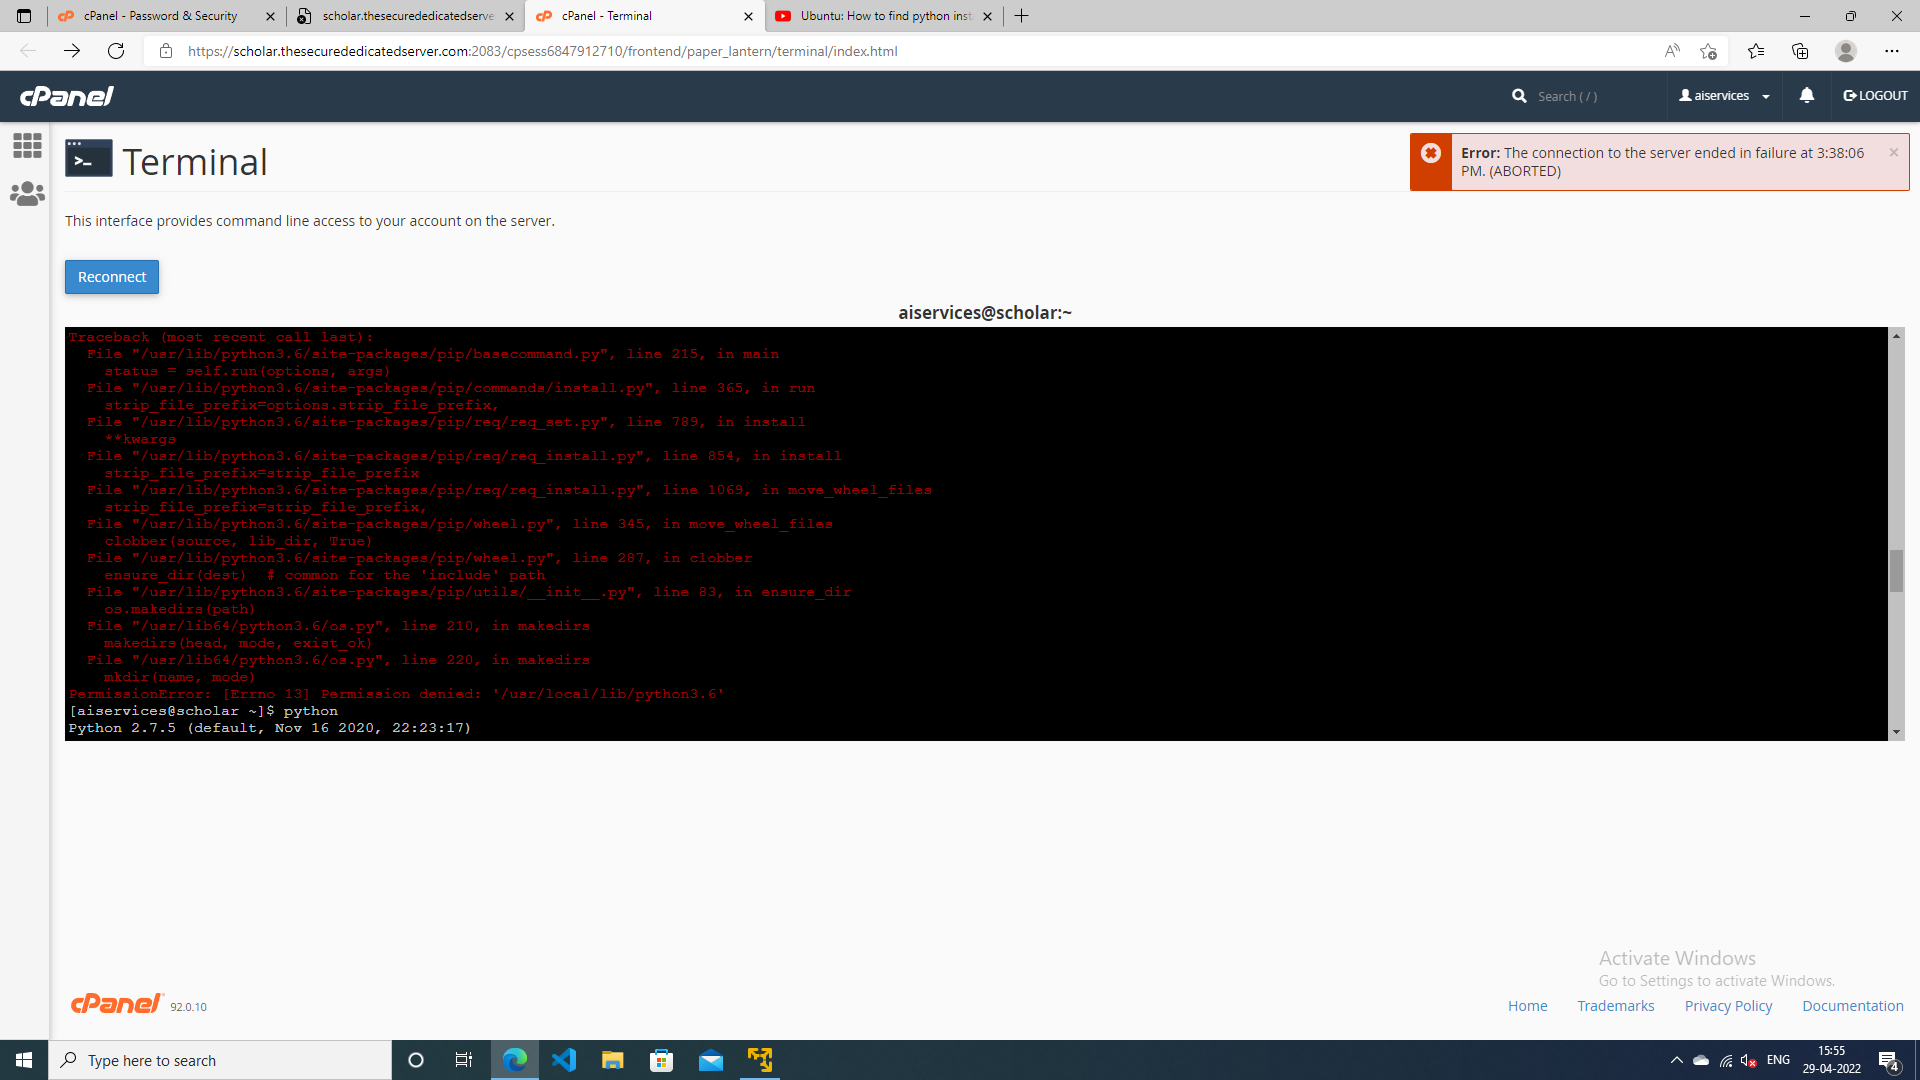 cPanel - Password & Security
scholar.thesecurededicatedserve
cPanel - Terminal
Ubuntu: How to find python inst
https://scholar.thesecurededicatedserver.com:2083/cpsess6847912710/frontend/paper_lantern/terminal/index.html
cPanel
Search ( / )
aiservices
LOGOUT
Terminal
Error: The connection to the server ended in failure at 3:38:06
PM. (ABORTED)
This interface provides command line access to your account on the server.
Reconnect
aiservices@scholar:~
Traceback (most recent call last):
File "/usr/lib/python3.6/site-packages/pip/basecommand.py", line 215, in main
status = self.run(options, args)
File "/usr/lib/python3.6/site-packages/pip/commands/install.py", line 365, in run
strip_file_prefix=options.strip_file_prefix,
File "/usr/lib/python3.6/site-packages/pip/req/req_set.py", line 789, in install
**kwargs
File "/usr/lib/python3.6/site-packages/pip/req/req_install.py", line 854, in install
strip_file_prefix=strip_file_prefix
File "/usr/lib/python3.6/site-packages/pip/req/req_install.py", line 1069, in move_wheel_files
strip_file_prefix=strip_file_prefix,
File "/usr/lib/python3.6/site-packages/pip/wheel.py", line 345, in move_wheel_files
clobber(source, lib_dir, True)
File "/usr/lib/python3.6/site-packages/pip/wheel.py", line 287, in clobber
ensure_dir(dest)  # common for the 'include' path
File "/usr/lib/python3.6/site-packages/pip/utils/__init__.py", line 83, in ensure_dir
os.makedirs(path)
File "/usr/lib64/python3.6/os.py", line 210, in makedirs
makedirs(head, mode, exist_ok)
File "/usr/lib64/python3.6/os.py", line 220, in makedirs
mkdir(name, mode)
PermissionError: [Errno 13] Permission denied: '/usr/local/lib/python3.6'
[aiservices@scholar ~]$ python
Python 2.7.5 (default, Nov 16 2020, 22:23:17)
Activate Windows
Go to Settings to activate Windows.
cPanel 92.0.10
Home Trademarks Privacy Policy Documentation
Type here to search
ENG
15:55
29-04-2022
4